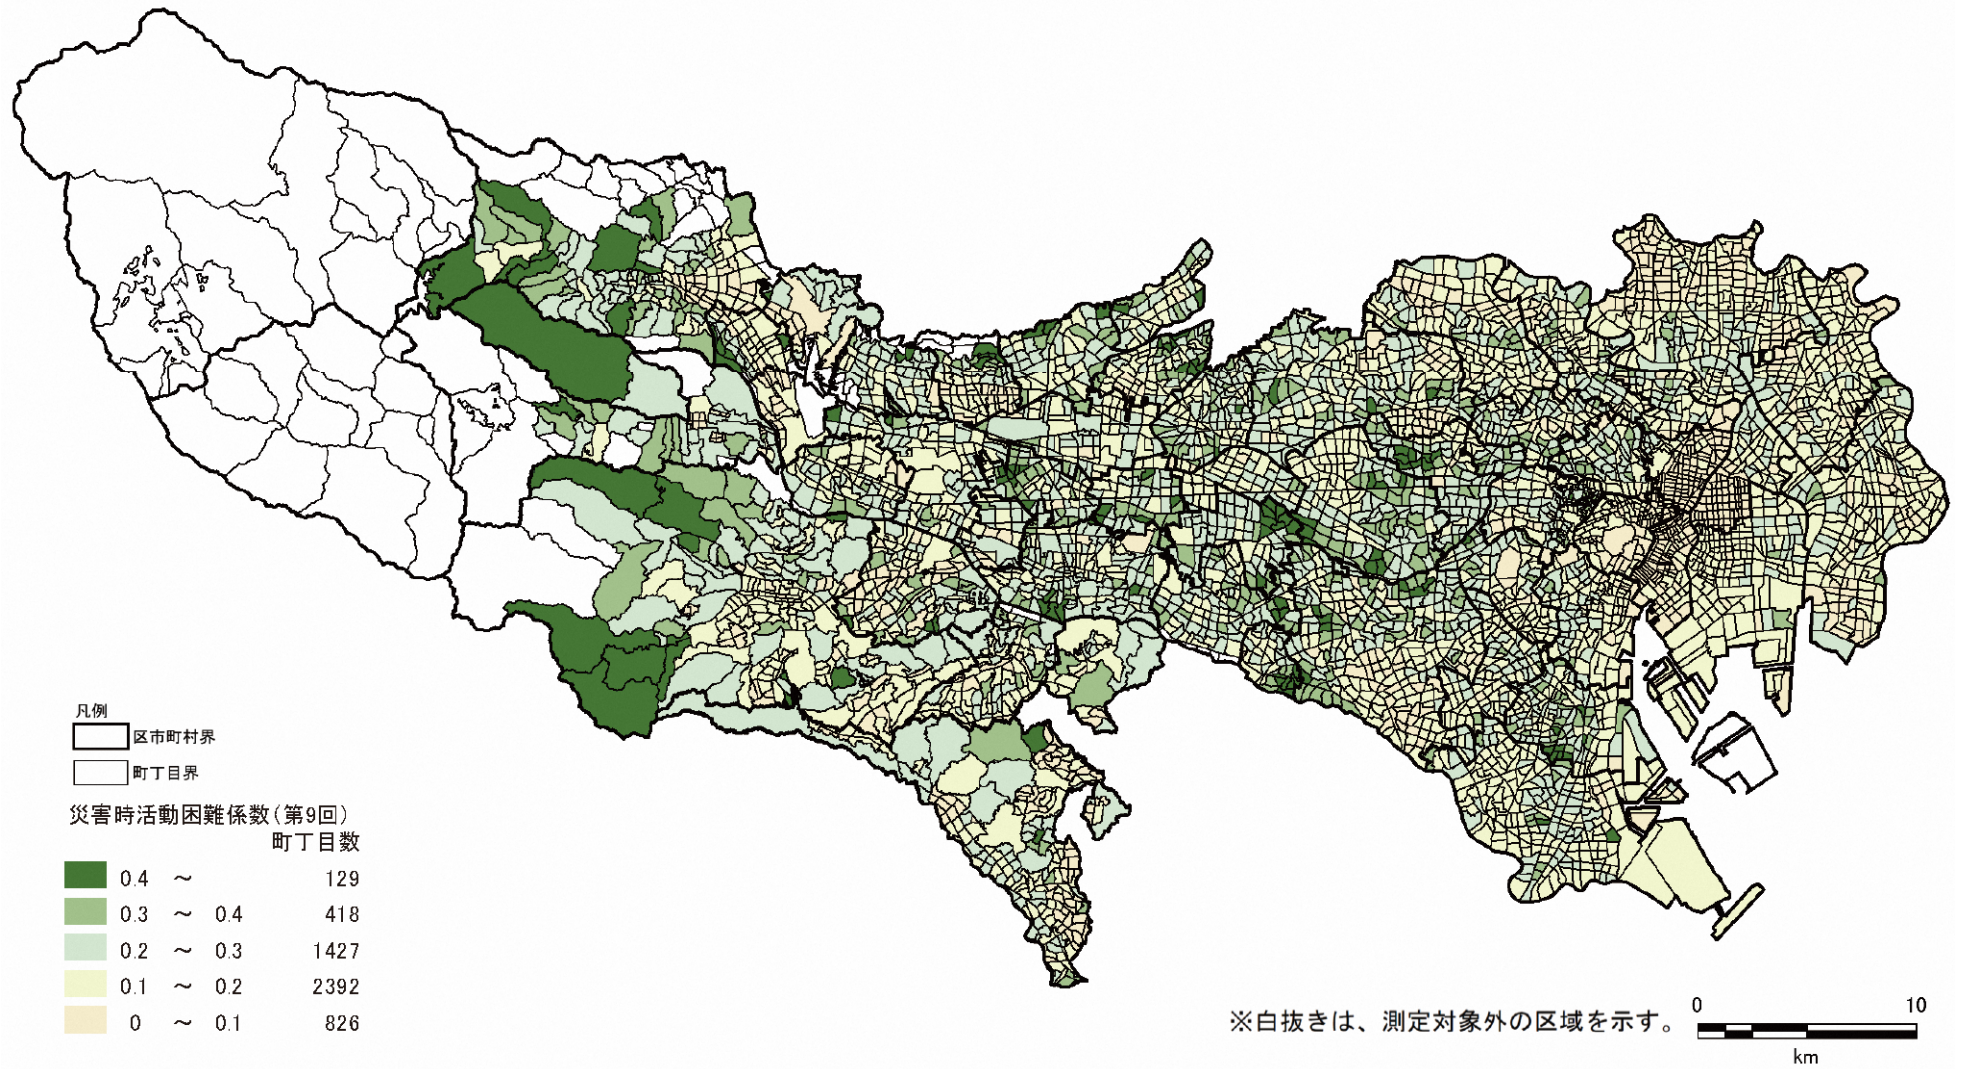 凡例
区市町村界
町丁目界
災害時活動困難係数(第9回)
町丁目数
0.4 ～ 129
0.3 ～ 0.4 418
0.2 ～ 0.3 1427
0.1 ～ 0.2 2392
0 ～ 0.1 826
※白抜きは、測定対象外の区域を示す。
0 10
km